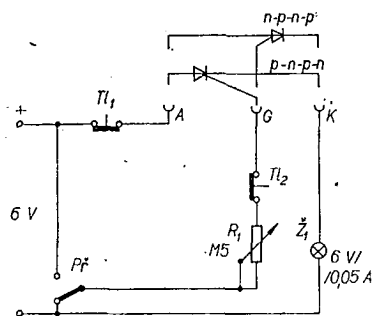 n-p-n-p
p-n-p-n
+
Tl₁
A
G
K
6 V
Tl₂
R₁
M5
Ž₁
6 V/
/0,05 A
Př